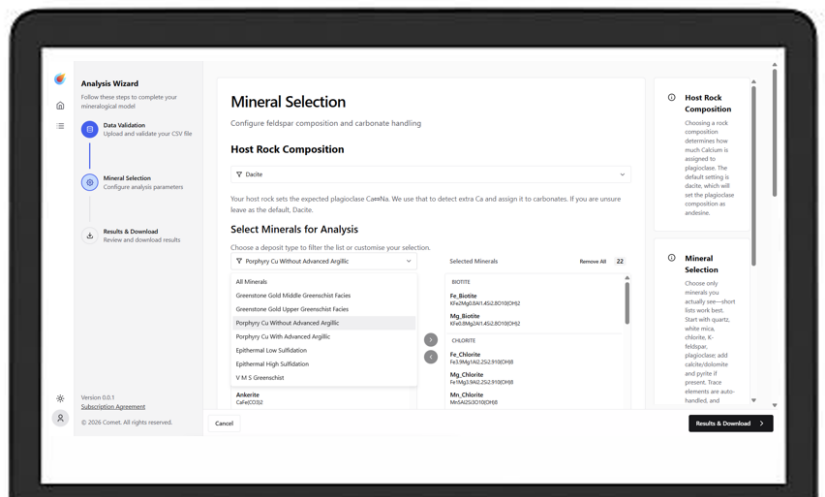 Analysis Wizard
Follow these steps to complete your
mineralogical model
Data Validation
Upload and validate your CSV file
Mineral Selection
Configure analysis parameters
Results & Download
Review and download results
Version 0.0.1
Subscription Agreement
© 2026 Comet. All rights reserved.
Mineral Selection
Configure feldspar composition and carbonate handling
Host Rock Composition
Dacite
Your host rock sets the expected plagioclase Ca⇔Na. We use that to detect extra Ca and assign it to carbonates. If you are unsure
leave as the default, Dacite.
Select Minerals for Analysis
Choose a deposit type to filter the list or customise your selection.
Porphyry Cu Without Advanced Argillic
All Minerals
Greenstone Gold Middle Greenschist Facies
Greenstone Gold Upper Greenschist Facies
Porphyry Cu Without Advanced Argillic
Porphyry Cu With Advanced Argillic
Epithermal Low Sulfidation
Epithermal High Sulfidation
V M S Greenschist
Ankerite
CaFe(CO3)2
Selected Minerals
Remove All 22
BIOTITE
Fe_Biotite
Mg_Biotite
CHLORITE
Fe_Chlorite
Mg_Chlorite
Mn_Chlorite
Cancel
Results & Download
Host Rock
Composition
Choosing a rock
composition
determines how
much Calcium is
assigned to
plagioclase. The
default setting is
dacite, which will
set the plagioclase
composition as
andesine.
Mineral
Selection
Choose only
minerals you
actually see—short
lists work best.
Start with quartz,
white mica,
chlorite, K-
feldspar,
plagioclase; add
calcite/dolomite
and pyrite if
present. Trace
elements are auto-
handled, and